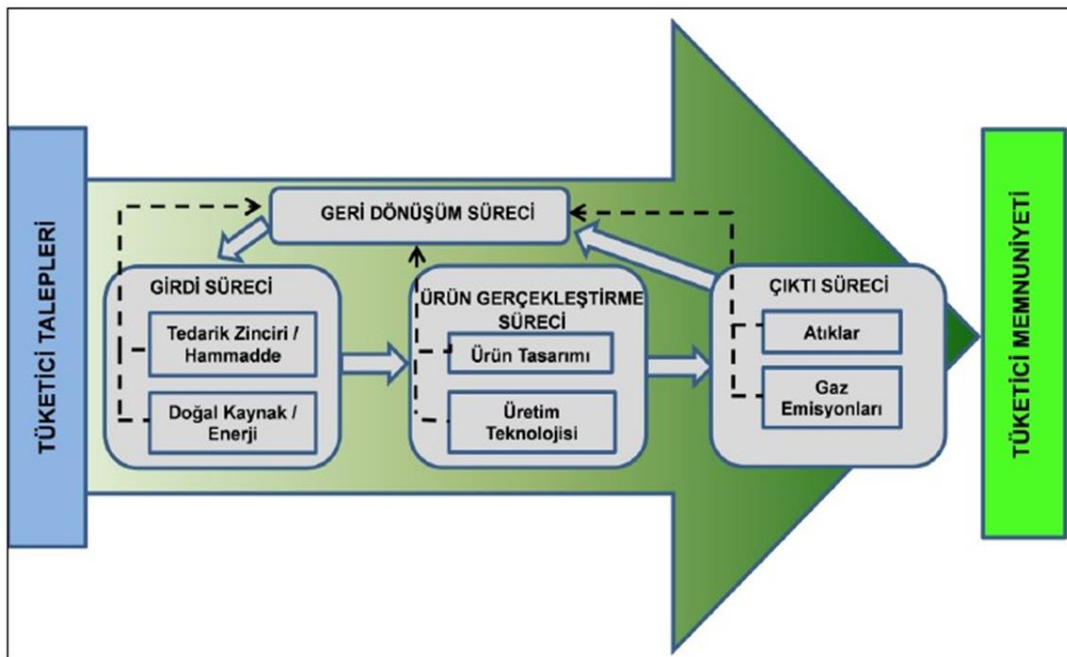 TÜKETİCİ TALEPLERİ
GERİ DÖNÜŞÜM SÜRECİ
GİRDİ SÜRECİ
Tedarik Zinciri /
Hammadde
Doğal Kaynak /
Enerji
ÜRÜN GERÇEKLEŞTİRME
SÜRECİ
Ürün Tasarımı
Üretim
Teknolojisi
ÇIKTI SÜRECİ
Atıklar
Gaz
Emisyonları
TÜKETİCİ MEMNUNİYETİ